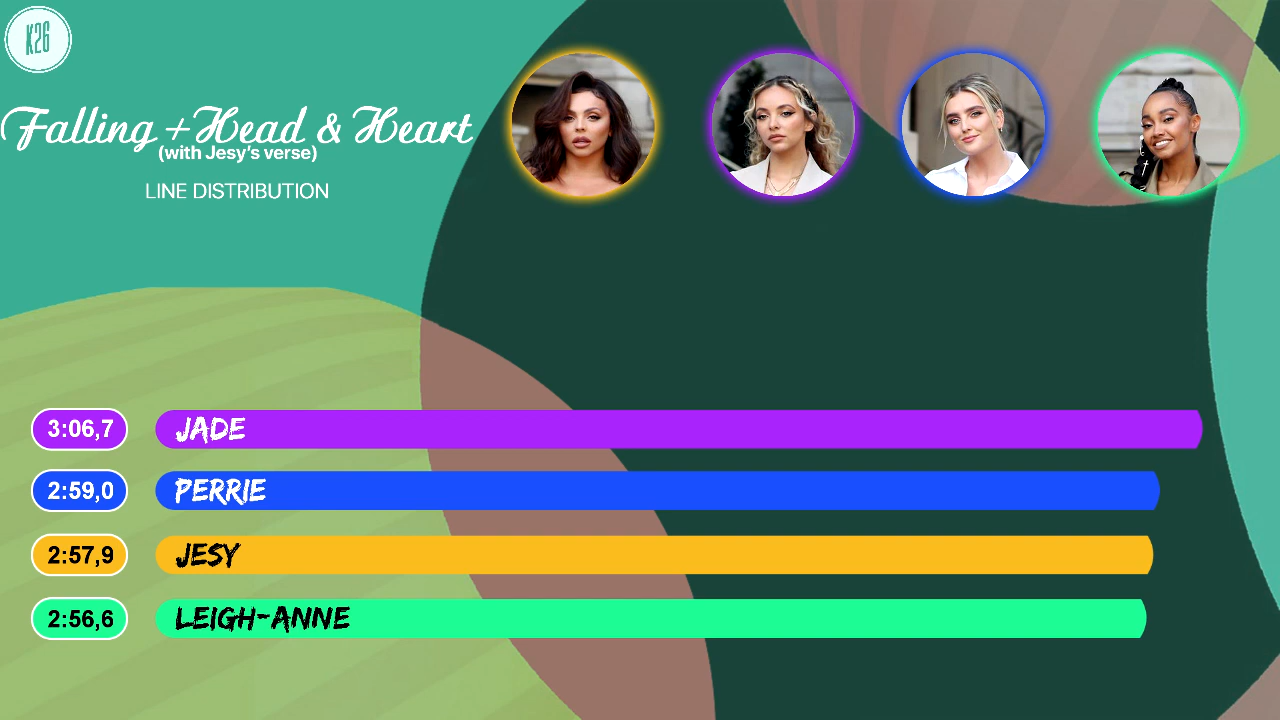 K26
Falling + Head & Heart
(with Jesy's verse)
LINE DISTRIBUTION
3:06,7 JADE
2:59,0 PERRIE
2:57,9 JESY
2:56,6 LEIGH-ANNE